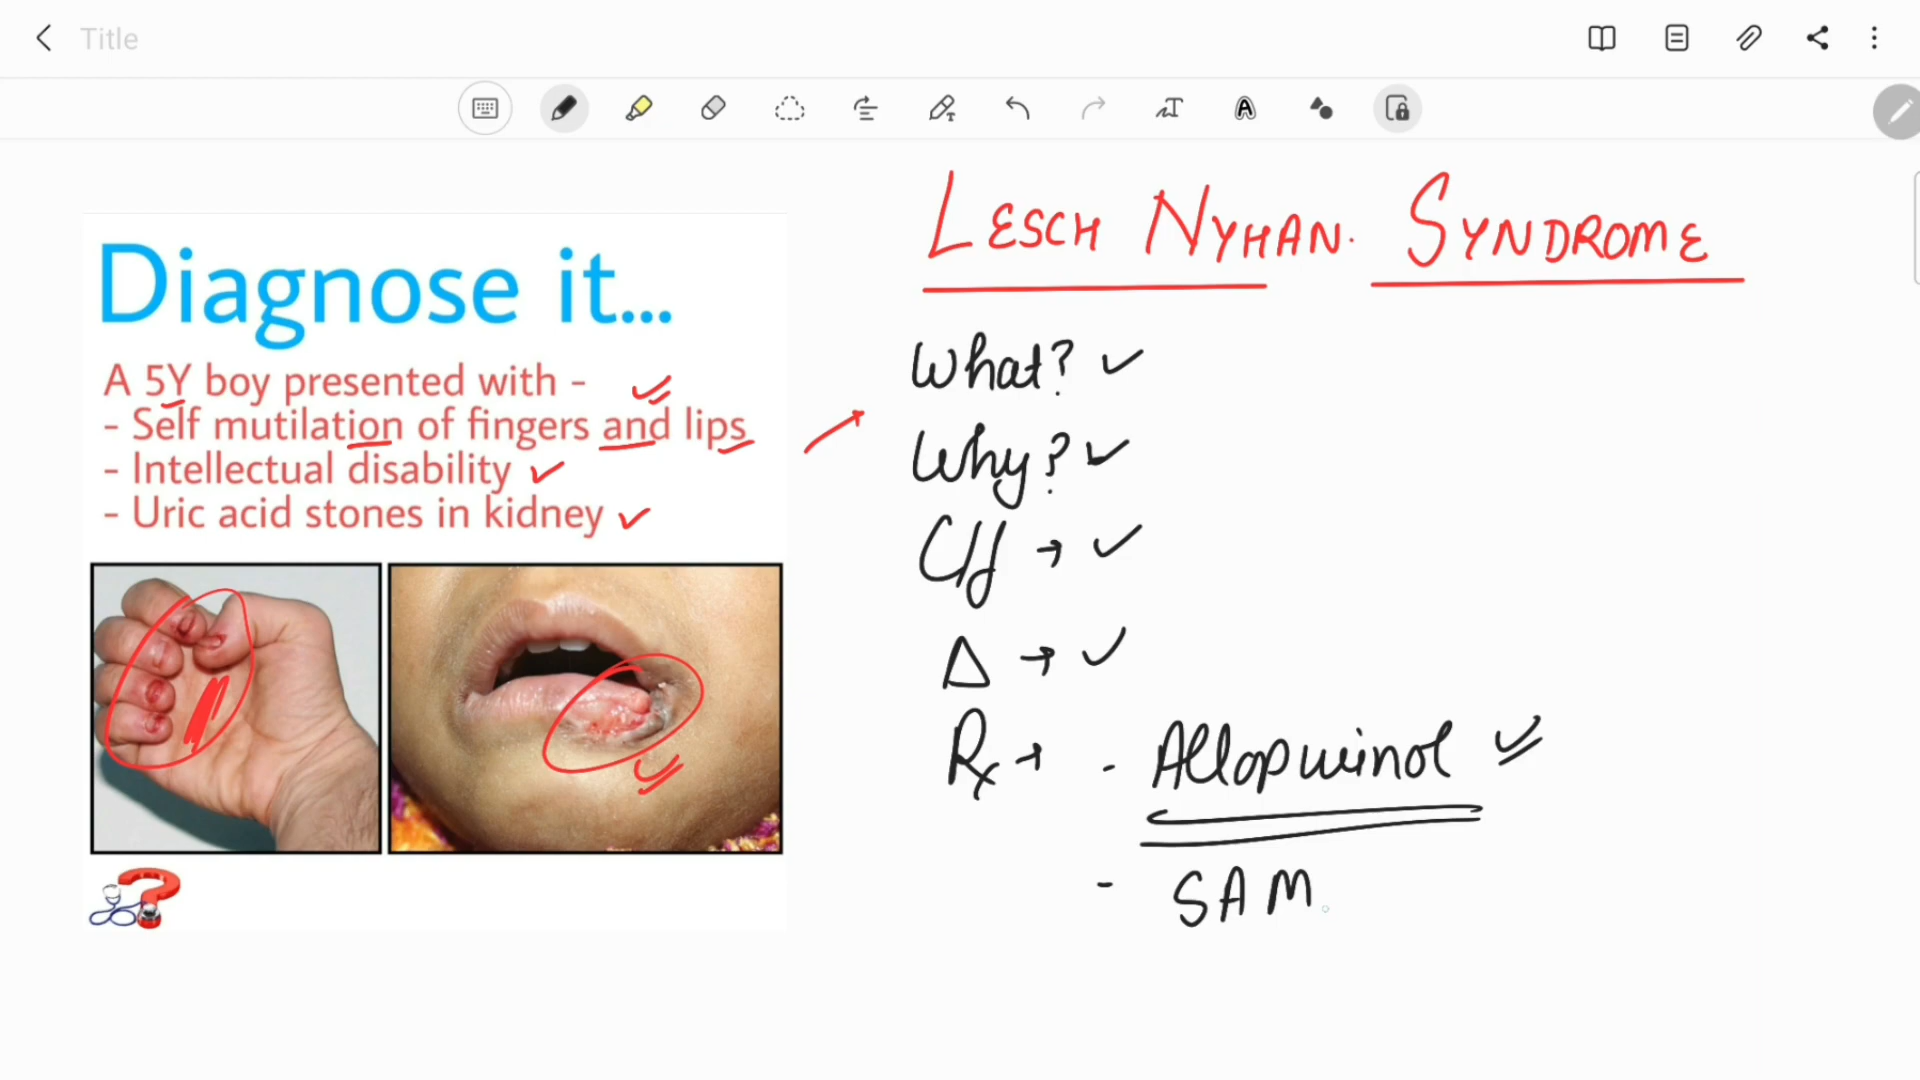 Title
Diagnose it...
A 5Y boy presented with -
- Self mutilation of fingers and lips
- Intellectual disability
- Uric acid stones in kidney
LESCH NYHAN. SYNDROME
What? ✓
Why? ✓
C/f → ✓
Δ → ✓
Rx → - Allopurinol ✓
- SAM